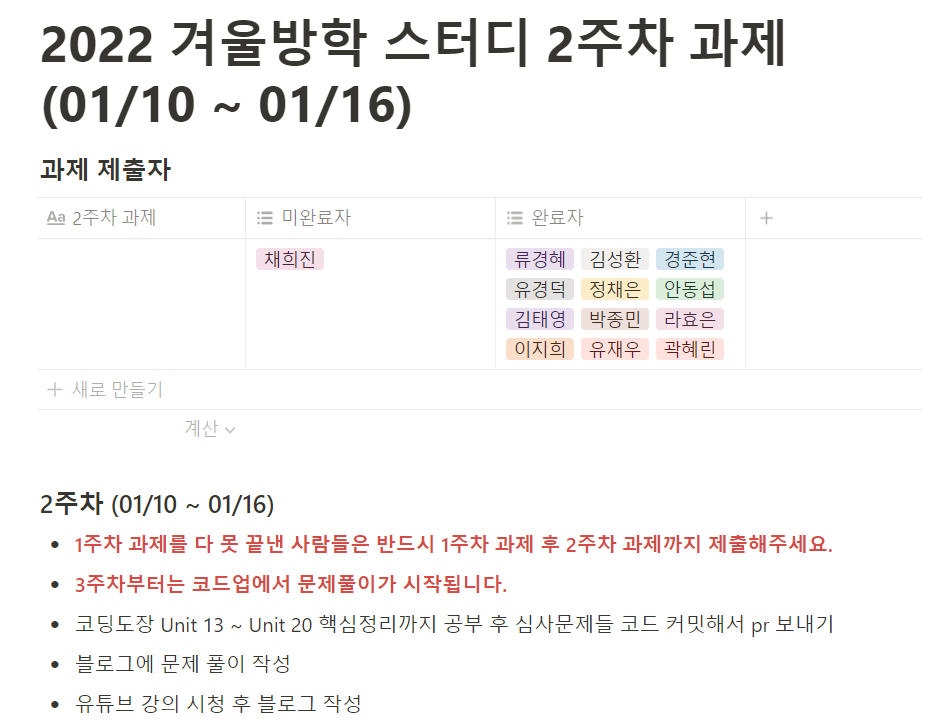 2022 겨울방학 스터디 2주차 과제
(01/10 ~ 01/16)
과제 제출자
Aa 2주차 과제 미완료자 완료자
채희진 류경혜 김성환 경준현
유경덕 정채은 안동섭
김태영 박종민 라효은
이지희 유재우 곽혜린
+ 새로 만들기
계산
2주차 (01/10 ~ 01/16)
• 1주차 과제를 다 못 끝낸 사람들은 반드시 1주차 과제 후 2주차 과제까지 제출해주세요.
• 3주차부터는 코드업에서 문제풀이가 시작됩니다.
• 코딩도장 Unit 13 ~ Unit 20 핵심정리까지 공부 후 심사문제들 코드 커밋해서 pr 보내기
• 블로그에 문제 풀이 작성
• 유튜브 강의 시청 후 블로그 작성